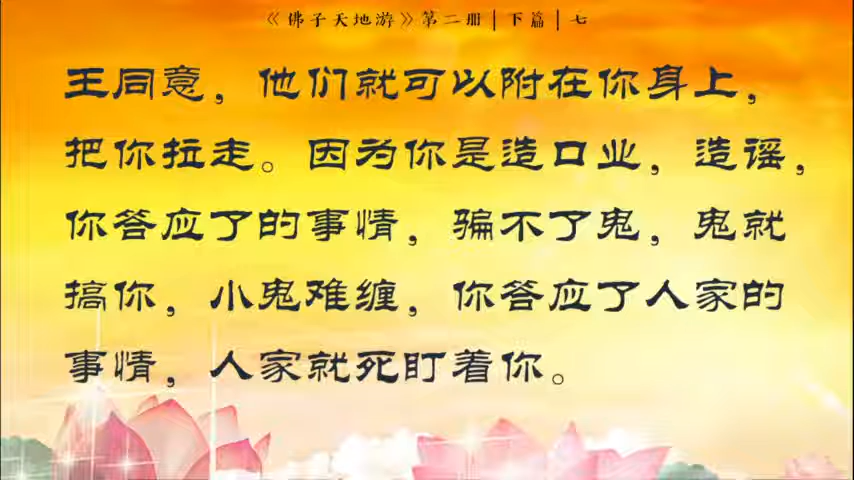 《佛子天地游》第二册|下篇|七
王同意，他们就可以附在你身上，
把你拉走。因为你是造口业，造谣，
你答应了的事情，骗不了鬼，鬼就
搞你，小鬼难缠，你答应了人家的
事情，人家就死盯着你。